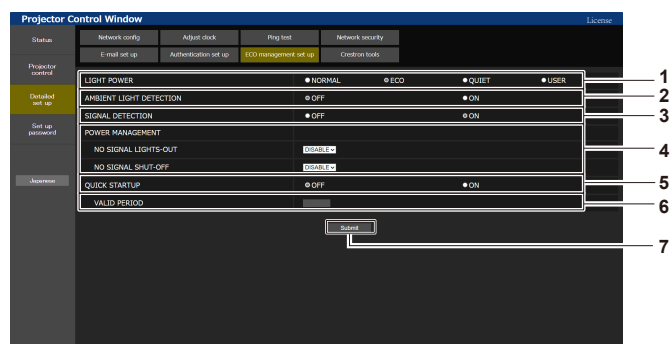 Projector Control Window
License
Status
Network config
Adjust clock
Ping test
Network security
E-mail set up
Authentication set up
ECO management set up
Crestron tools
Projector
control
Detailed
set up
Set up
password
Japanese
LIGHT POWER
NORMAL
ECO
QUIET
USER
1
AMBIENT LIGHT DETECTION
OFF
ON
2
SIGNAL DETECTION
OFF
ON
3
POWER MANAGEMENT
NO SIGNAL LIGHTS-OUT
DISABLE
4
NO SIGNAL SHUT-OFF
DISABLE
QUICK STARTUP
OFF
ON
5
VALID PERIOD
6
Submit
7